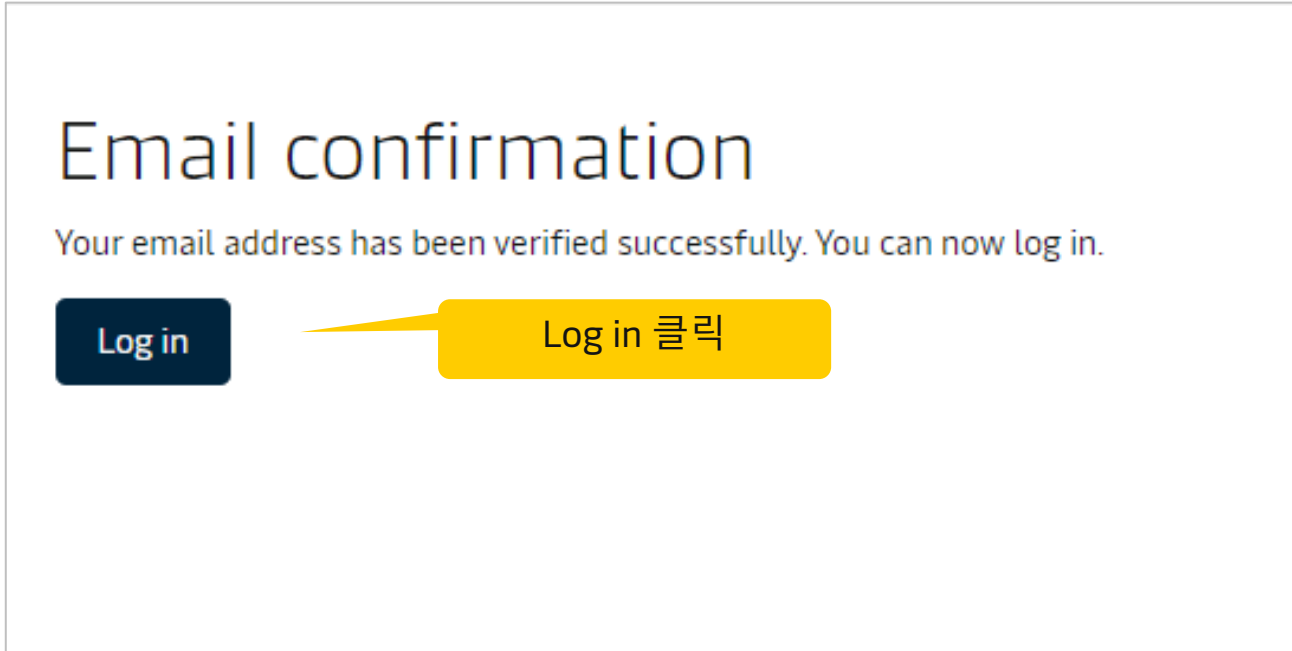 Email confirmation
Your email address has been verified successfully. You can now log in.
Log in
Log in 클릭